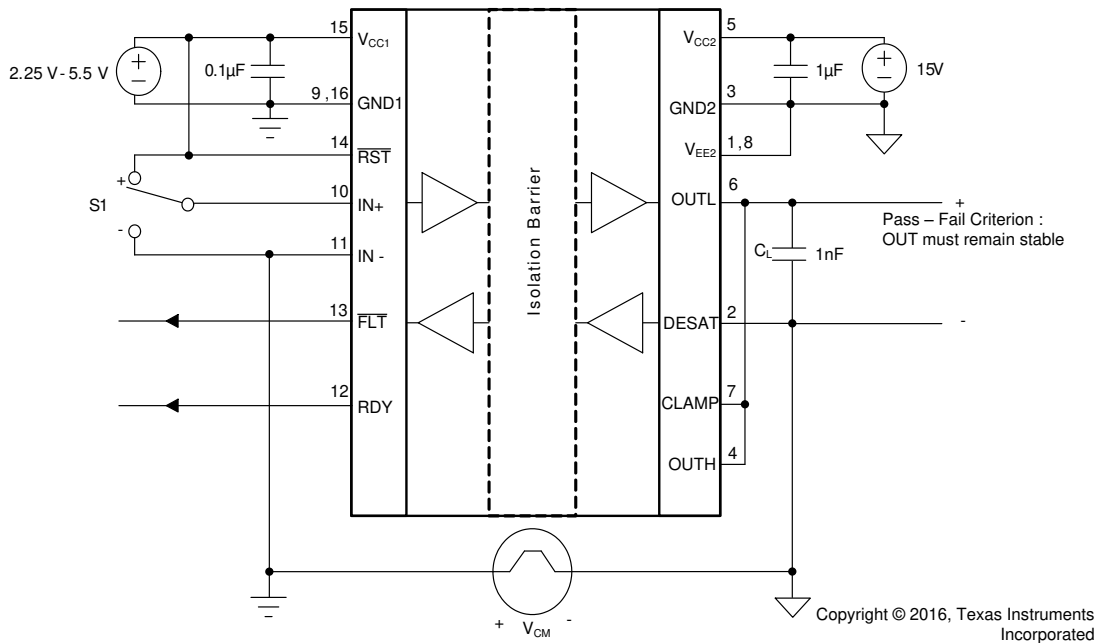 15
VCC1
2.25 V - 5.5 V
+
−
0.1µF
9 ,16
GND1
14
RST
S1
+
-
10
IN+
11
IN -
13
FLT
12
RDY
Isolation Barrier
5
VCC2
1µF
+
−
15V
3
GND2
1,8
VEE2
6
OUTL
+
Pass – Fail Criterion :
OUT must remain stable
CL
1nF
2
DESAT
-
7
CLAMP
4
OUTH
+ VCM -
Copyright © 2016, Texas Instruments
Incorporated